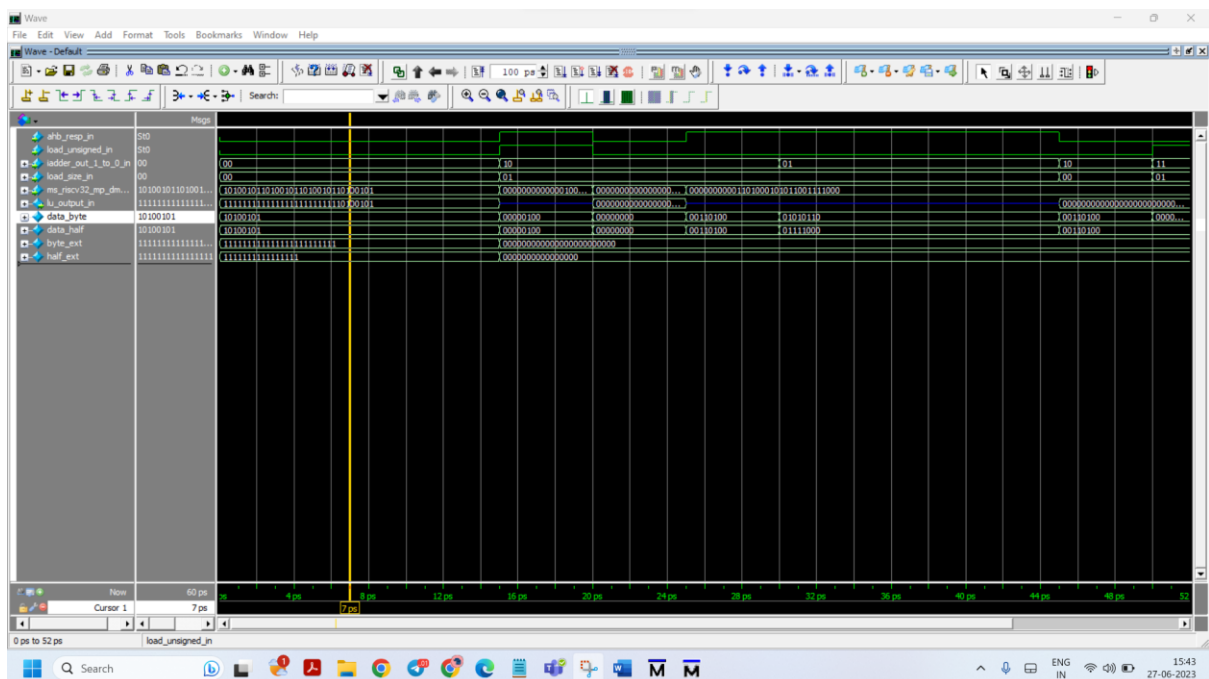 Wave
File Edit View Add Format Tools Bookmarks Window Help
Wave - Default
100 ps
Search:
Msgs
ahb_resp_in St0
load_unsigned_in St0
iadder_out_1_to_0_in 00 00 10 01 10 11
load_size_in 00 00 01 00 01
ms_riscv32_mp_dm... 10100101101001... 10100101101001011010010110100101 0000000000000100... 0000000000000000... 00000000001101000101011001111000
lu_output_in 11111111111111... 11111111111111111111111110100101 0000000000000000... 0000000000000000000000000...
data_byte 10100101 10100101 00000100 00000000 00110100 01010110 00110100 0000...
data_half 10100101 10100101 00000100 00000000 00110100 01111000 00110100
byte_ext 11111111111111... 111111111111111111111111 000000000000000000000000
half_ext 1111111111111111 1111111111111111 0000000000000000
Now 60 ps
ps 4 ps 8 ps 12 ps 16 ps 20 ps 24 ps 28 ps 32 ps 36 ps 40 ps 44 ps 48 ps 52
Cursor 1 7 ps 7 ps
0 ps to 52 ps load_unsigned_in
Search
ENG
IN
15:43
27-06-2023